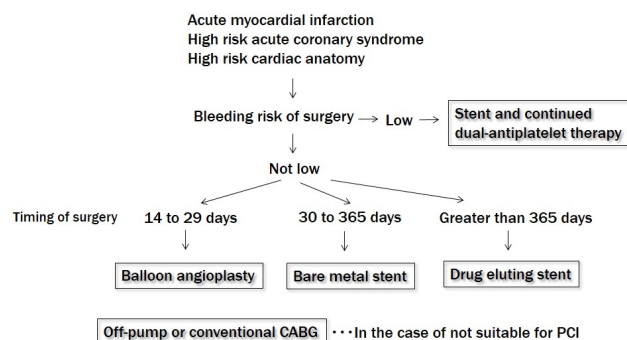 Acute myocardial infarction
High risk acute coronary syndrome
High risk cardiac anatomy
Bleeding risk of surgery
Low
Stent and continued
dual-antiplatelet therapy
Not low
Timing of surgery
14 to 29 days
30 to 365 days
Greater than 365 days
Balloon angioplasty
Bare metal stent
Drug eluting stent
Off-pump or conventional CABG ･･･In the case of not suitable for PCI